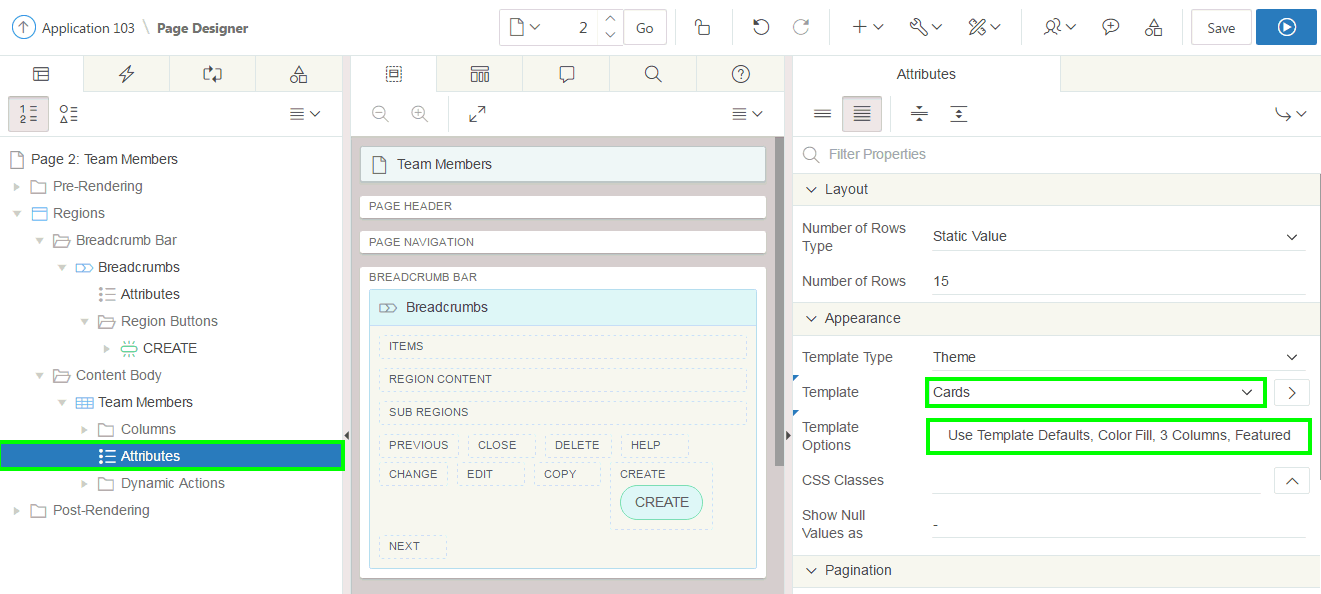 Application 103 \ Page Designer
2
Go
Save
Page 2: Team Members
Pre-Rendering
Regions
Breadcrumb Bar
Breadcrumbs
Attributes
Region Buttons
CREATE
Content Body
Team Members
Columns
Attributes
Dynamic Actions
Post-Rendering
Team Members
PAGE HEADER
PAGE NAVIGATION
BREADCRUMB BAR
Breadcrumbs
ITEMS
REGION CONTENT
SUB REGIONS
PREVIOUS CLOSE DELETE HELP
CHANGE EDIT COPY CREATE
CREATE
NEXT
Attributes
Filter Properties
Layout
Number of Rows
Type
Static Value
Number of Rows 15
Appearance
Template Type Theme
Template Cards
Template
Options
Use Template Defaults, Color Fill, 3 Columns, Featured
CSS Classes
Show Null
Values as
-
Pagination